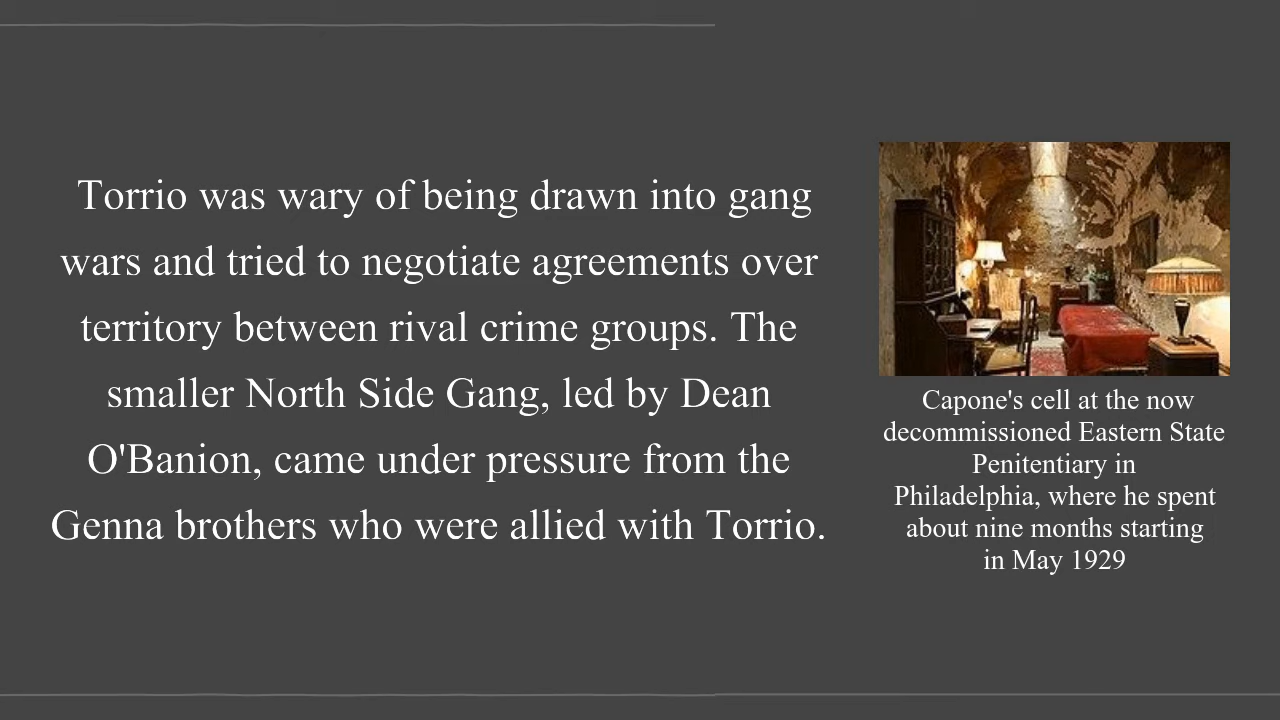 Torrio was wary of being drawn into gang
wars and tried to negotiate agreements over
territory between rival crime groups. The
smaller North Side Gang, led by Dean
O'Banion, came under pressure from the
Genna brothers who were allied with Torrio.
Capone's cell at the now
decommissioned Eastern State
Penitentiary in
Philadelphia, where he spent
about nine months starting
in May 1929